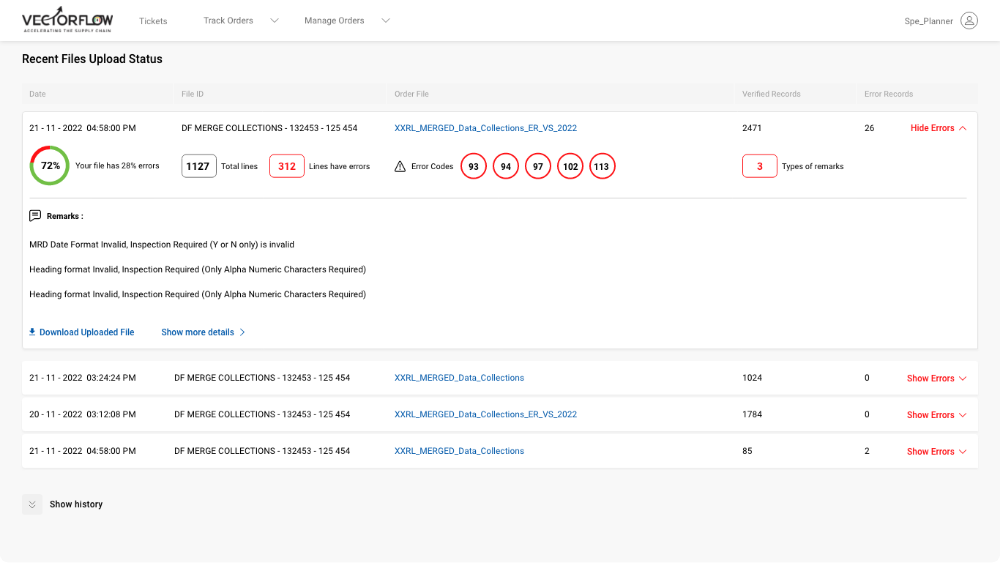 VECTORFLOW
ACCELERATING THE SUPPLY CHAIN
Tickets
Track Orders
Manage Orders
Spe_Planner
Recent Files Upload Status
Date File ID Order File Verified Records Error Records
21 - 11 - 2022 04:58:00 PM DF MERGE COLLECTIONS - 132453 - 125 454 XXRL_MERGED_Data_Collections_ER_VS_2022 2471 26 Hide Errors
72% Your file has 28% errors 1127 Total lines 312 Lines have errors Error Codes 93 94 97 102 113 3 Types of remarks
Remarks :
MRD Date Format Invalid, Inspection Required (Y or N only) is invalid
Heading format Invalid, Inspection Required (Only Alpha Numeric Characters Required)
Heading format Invalid, Inspection Required (Only Alpha Numeric Characters Required)
Download Uploaded File Show more details
21 - 11 - 2022 03:24:24 PM DF MERGE COLLECTIONS - 132453 - 125 454 XXRL_MERGED_Data_Collections 1024 0 Show Errors
20 - 11 - 2022 03:12:08 PM DF MERGE COLLECTIONS - 132453 - 125 454 XXRL_MERGED_Data_Collections_ER_VS_2022 1784 0 Show Errors
21 - 11 - 2022 04:58:00 PM DF MERGE COLLECTIONS - 132453 - 125 454 XXRL_MERGED_Data_Collections 85 2 Show Errors
Show history